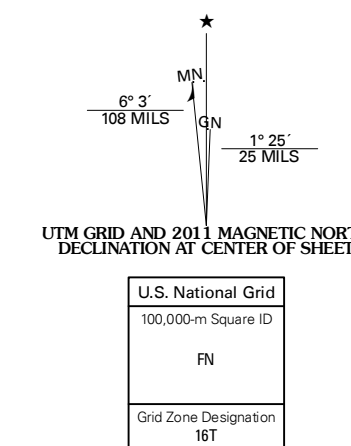 MN
6° 3´
108 MILS
GN
1° 25´
25 MILS
UTM GRID AND 2011 MAGNETIC NORT
DECLINATION AT CENTER OF SHEET
U.S. National Grid
100,000-m Square ID
FN
Grid Zone Designation
16T